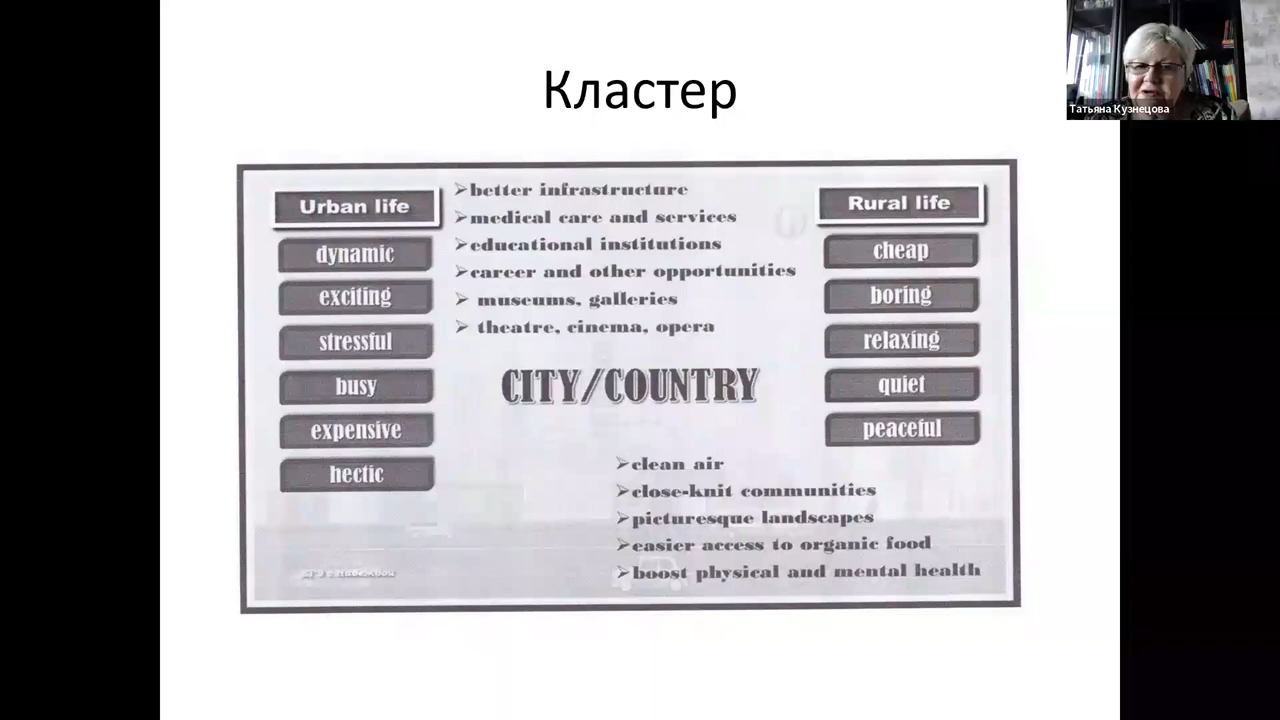 Кластер
Татьяна Кузнецова
Urban life
dynamic
exciting
stressful
busy
expensive
hectic
➢better infrastructure
➢medical care and services
➢educational institutions
➢career and other opportunities
➢ museums, galleries
➢ theatre, cinema, opera
CITY/COUNTRY
Rural life
cheap
boring
relaxing
quiet
peaceful
➢clean air
➢close-knit communities
➢picturesque landscapes
➢easier access to organic food
➢boost physical and mental health